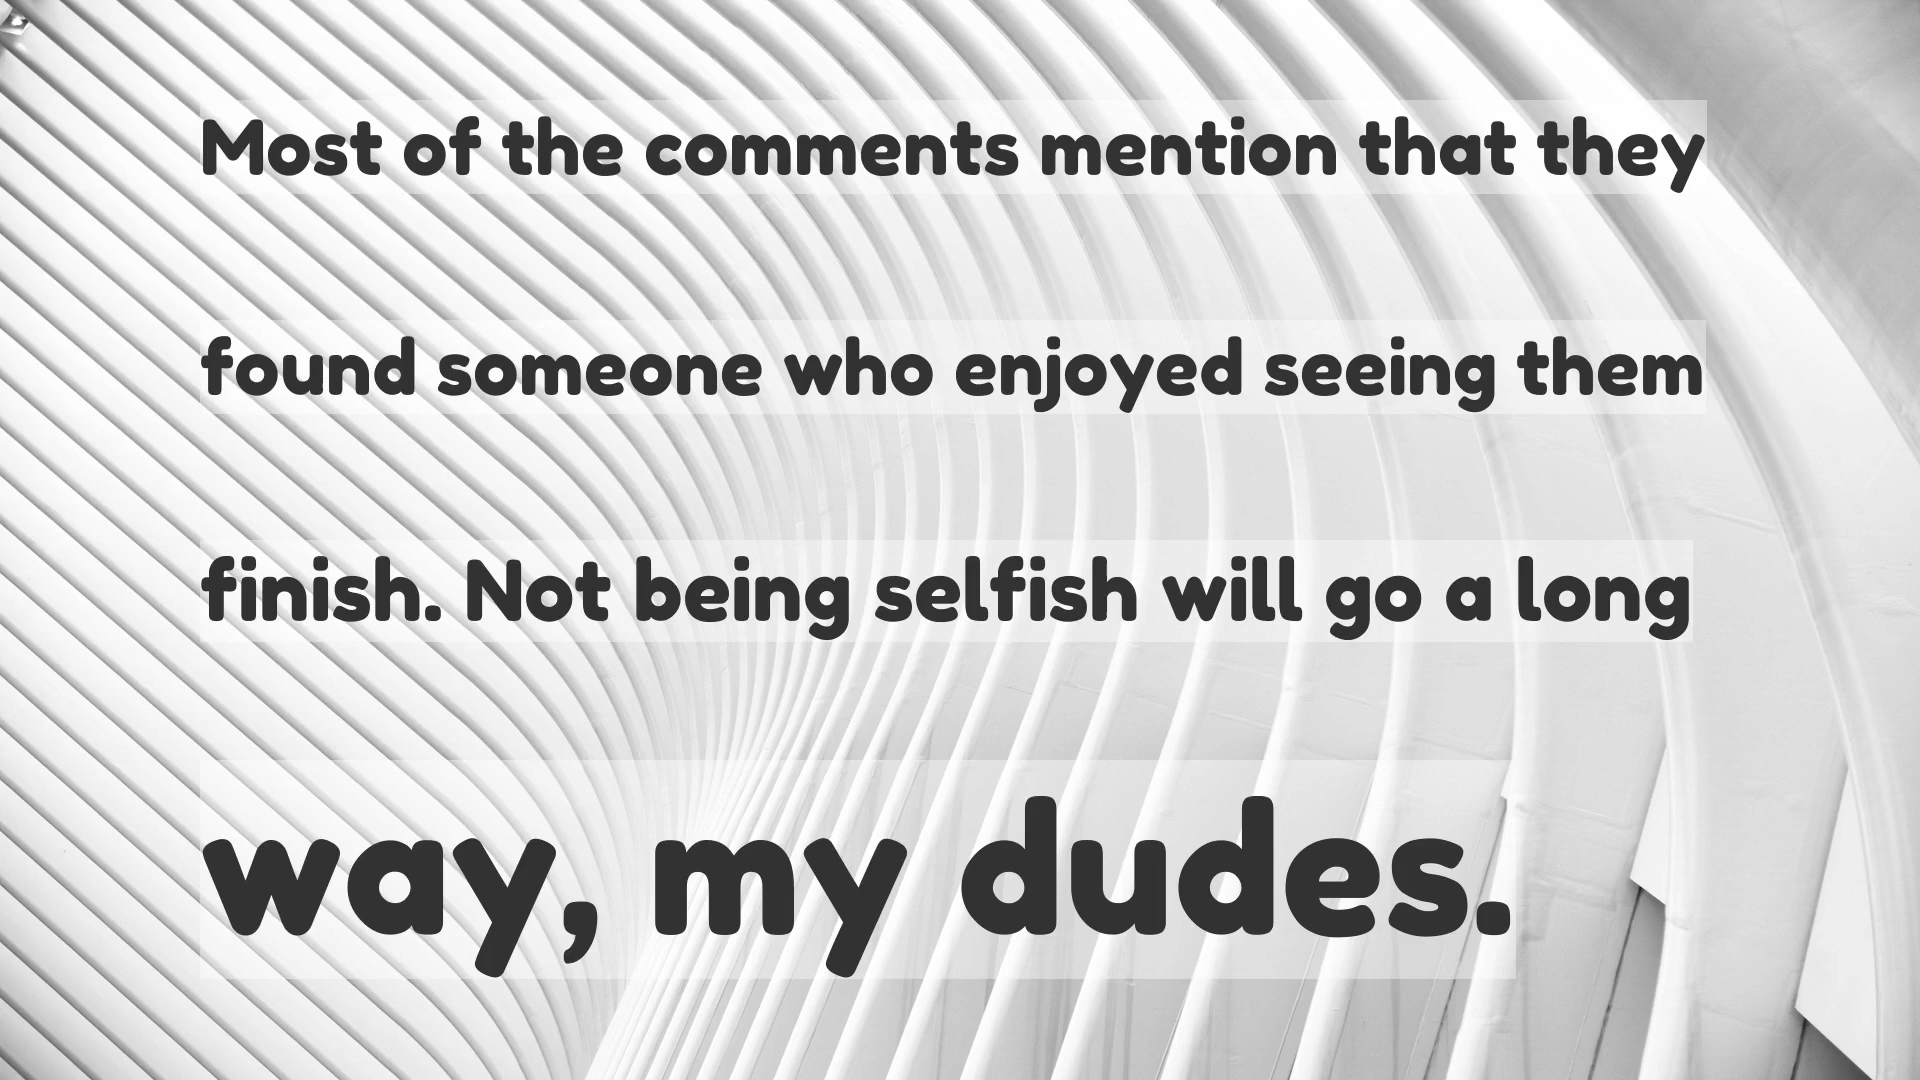 Most of the comments mention that they
found someone who enjoyed seeing them
finish. Not being selfish will go a long
way, my dudes.